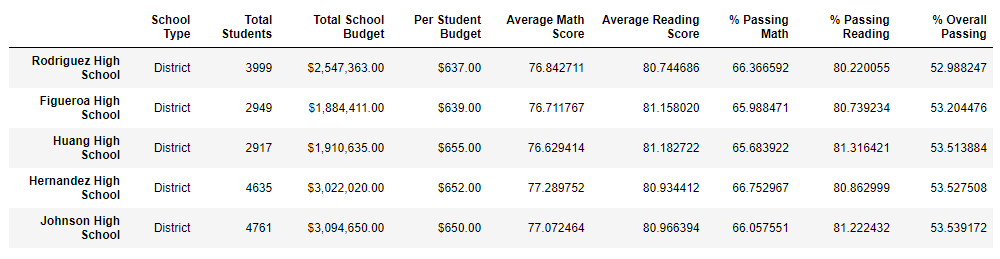 School Type Total Students Total School Budget Per Student Budget Average Math Score Average Reading Score % Passing Math % Passing Reading % Overall Passing
Rodriguez High School District 3999 $2,547,363.00 $637.00 76.842711 80.744686 66.366592 80.220055 52.988247
Figueroa High School District 2949 $1,884,411.00 $639.00 76.711767 81.158020 65.988471 80.739234 53.204476
Huang High School District 2917 $1,910,635.00 $655.00 76.629414 81.182722 65.683922 81.316421 53.513884
Hernandez High School District 4635 $3,022,020.00 $652.00 77.289752 80.934412 66.752967 80.862999 53.527508
Johnson High School District 4761 $3,094,650.00 $650.00 77.072464 80.966394 66.057551 81.222432 53.539172